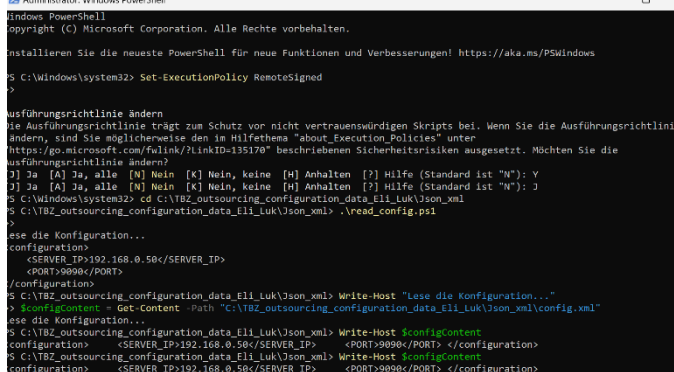 Administrator: Windows PowerShell
Windows PowerShell
Copyright (C) Microsoft Corporation. Alle Rechte vorbehalten.
Installieren Sie die neueste PowerShell für neue Funktionen und Verbesserungen! https://aka.ms/PSWindows
PS C:\Windows\system32> Set-ExecutionPolicy RemoteSigned
>>
Ausführungsrichtlinie ändern
Die Ausführungsrichtlinie trägt zum Schutz vor nicht vertrauenswürdigen Skripts bei. Wenn Sie die Ausführungsrichtlini
ändern, sind Sie möglicherweise den im Hilfethema "about_Execution_Policies" unter
"https:/go.microsoft.com/fwlink/?LinkID=135170" beschriebenen Sicherheitsrisiken ausgesetzt. Möchten Sie die
Ausführungsrichtlinie ändern?
[J] Ja  [A] Ja, alle  [N] Nein  [K] Nein, keine  [H] Anhalten  [?] Hilfe (Standard ist "N"): Y
[J] Ja  [A] Ja, alle  [N] Nein  [K] Nein, keine  [H] Anhalten  [?] Hilfe (Standard ist "N"): J
PS C:\Windows\system32> cd C:\TBZ_outsourcing_configuration_data_Eli_Luk\Json_xml
PS C:\TBZ_outsourcing_configuration_data_Eli_Luk\Json_xml> .\read_config.ps1
>>
Lese die Konfiguration...
<configuration>
    <SERVER_IP>192.168.0.50</SERVER_IP>
    <PORT>9090</PORT>
</configuration>
PS C:\TBZ_outsourcing_configuration_data_Eli_Luk\Json_xml> Write-Host "Lese die Konfiguration..."
>> $configContent = Get-Content -Path "C:\TBZ_outsourcing_configuration_data_Eli_Luk\Json_xml\config.xml"
Lese die Konfiguration...
PS C:\TBZ_outsourcing_configuration_data_Eli_Luk\Json_xml> Write-Host $configContent
<configuration>     <SERVER_IP>192.168.0.50</SERVER_IP>     <PORT>9090</PORT> </configuration>
PS C:\TBZ_outsourcing_configuration_data_Eli_Luk\Json_xml> Write-Host $configContent
<configuration>     <SERVER_IP>192.168.0.50</SERVER_IP>     <PORT>9090</PORT> </configuration>